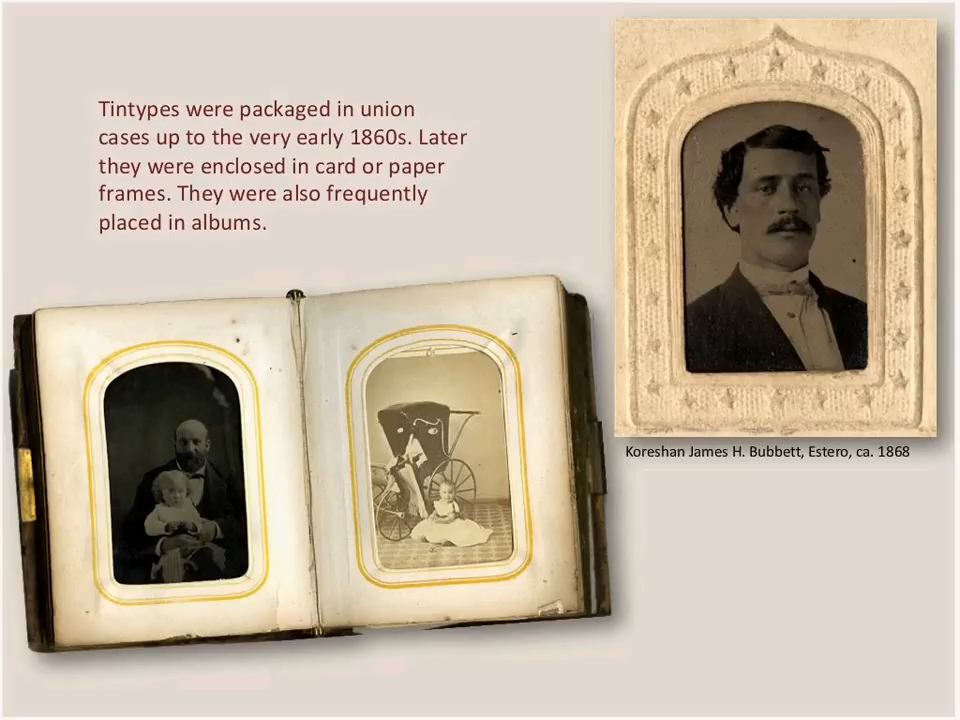 Tintypes were packaged in union
cases up to the very early 1860s. Later
they were enclosed in card or paper
frames. They were also frequently
placed in albums.
Koreshan James H. Bubbett, Estero, ca. 1868